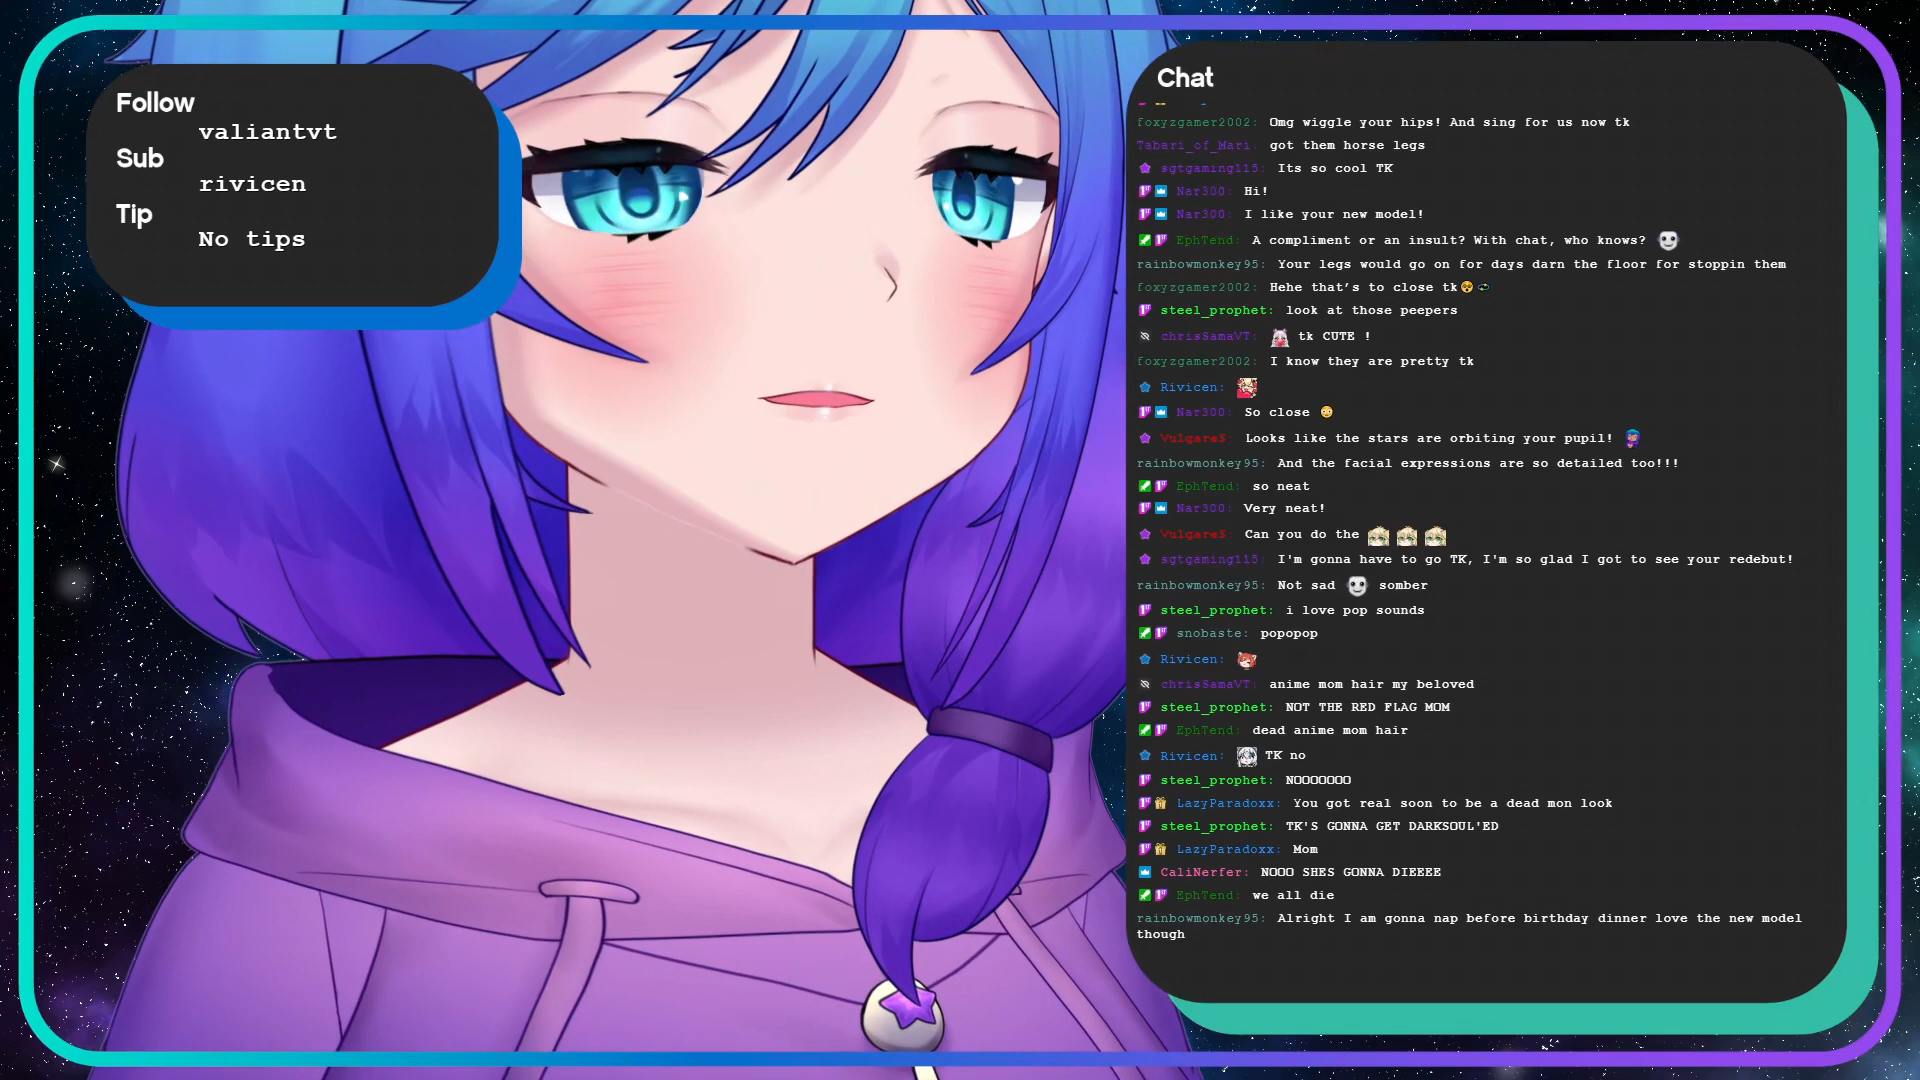 Follow
valiantvt
Sub
rivicen
Tip
No tips
Chat
foxyzgamer2002: Omg wiggle your hips! And sing for us now tk
Tabari_of_Mari: got them horse legs
sgtgaming115: Its so cool TK
Nar300: Hi!
Nar300: I like your new model!
EphTend: A compliment or an insult? With chat, who knows?
rainbowmonkey95: Your legs would go on for days darn the floor for stoppin them
foxyzgamer2002: Hehe that’s to close tk
steel_prophet: look at those peepers
chrisSamaVT: tk CUTE !
foxyzgamer2002: I know they are pretty tk
Rivicen:
Nar300: So close
VulgareS: Looks like the stars are orbiting your pupil!
rainbowmonkey95: And the facial expressions are so detailed too!!!
EphTend: so neat
Nar300: Very neat!
VulgareS: Can you do the
sgtgaming115: I'm gonna have to go TK, I'm so glad I got to see your redebut!
rainbowmonkey95: Not sad somber
steel_prophet: i love pop sounds
snobaste: popopop
Rivicen:
chrisSamaVT: anime mom hair my beloved
steel_prophet: NOT THE RED FLAG MOM
EphTend: dead anime mom hair
Rivicen: TK no
steel_prophet: NOOOOOOO
LazyParadoxx: You got real soon to be a dead mon look
steel_prophet: TK'S GONNA GET DARKSOUL'ED
LazyParadoxx: Mom
CaliNerfer: NOOO SHES GONNA DIEEEE
EphTend: we all die
rainbowmonkey95: Alright I am gonna nap before birthday dinner love the new model
though